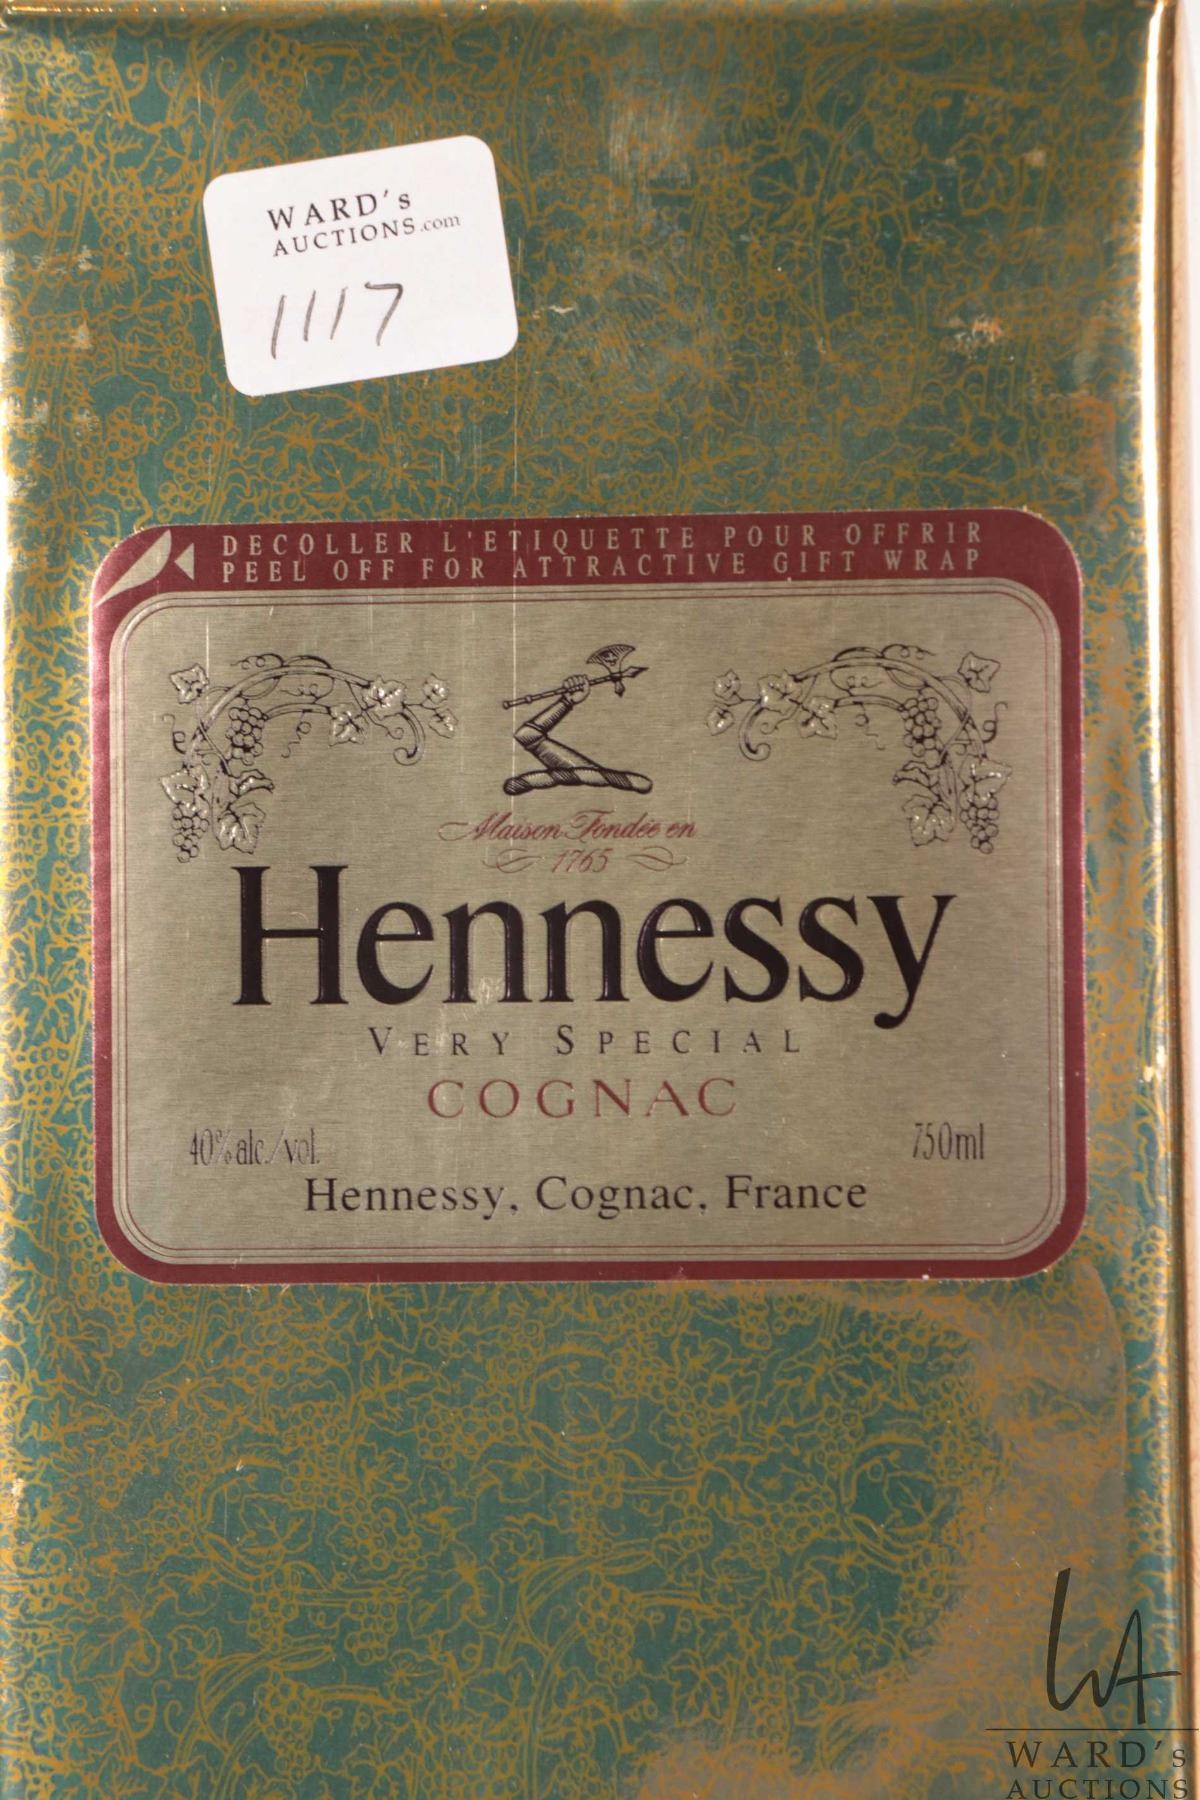 WARD's
AUCTIONS.com
1117
DECOLLER L'ETIQUETTE POUR OFFRIR
PEEL OFF FOR ATTRACTIVE GIFT WRAP
Maison Fondée en
1765
Hennessy
VERY SPECIAL
COGNAC
40% alc./vol. 750ml
Hennessy, Cognac, France
WA
WARD's
AUCTIONS